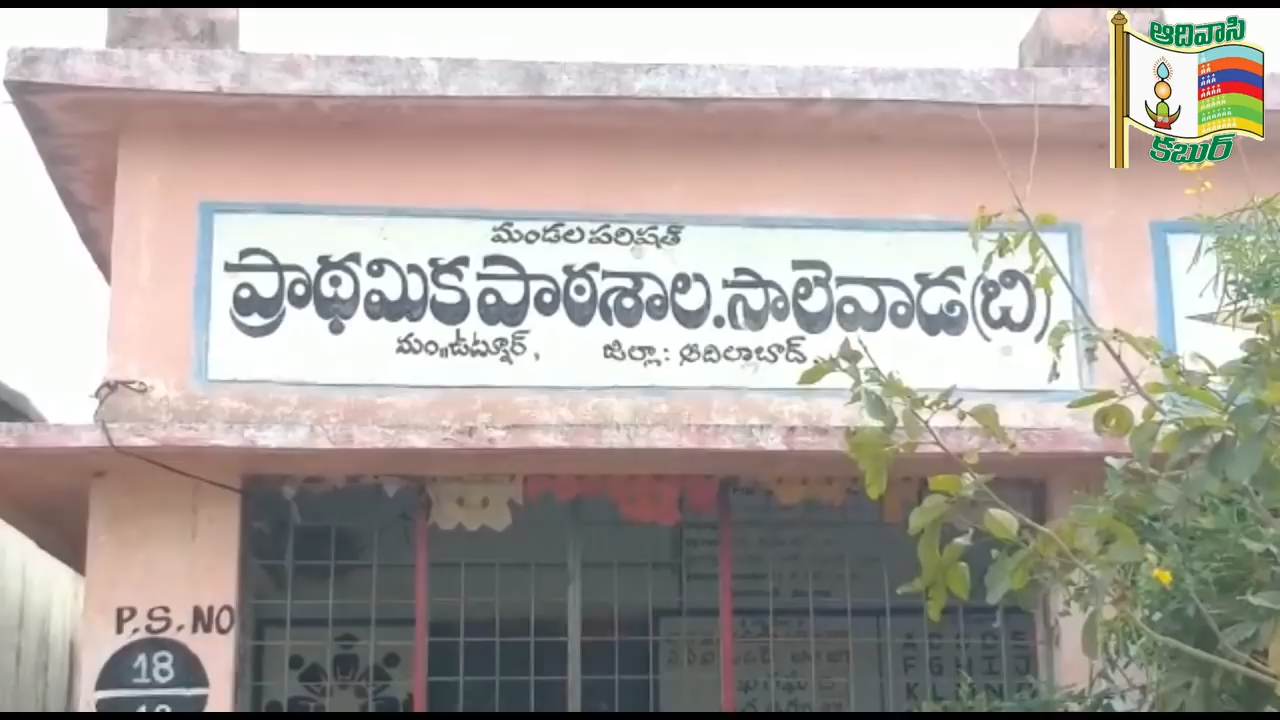 ఆదివాసి
కబుర్
మండల పరిషత్
ప్రాథమిక పాఠశాల. సాలెవాడ(బి)
మం॥ఉట్నూర్, జిల్లా: ఆదిలాబాద్.
P.S. NO
18
A B C D E
F G H I J
K L M N O